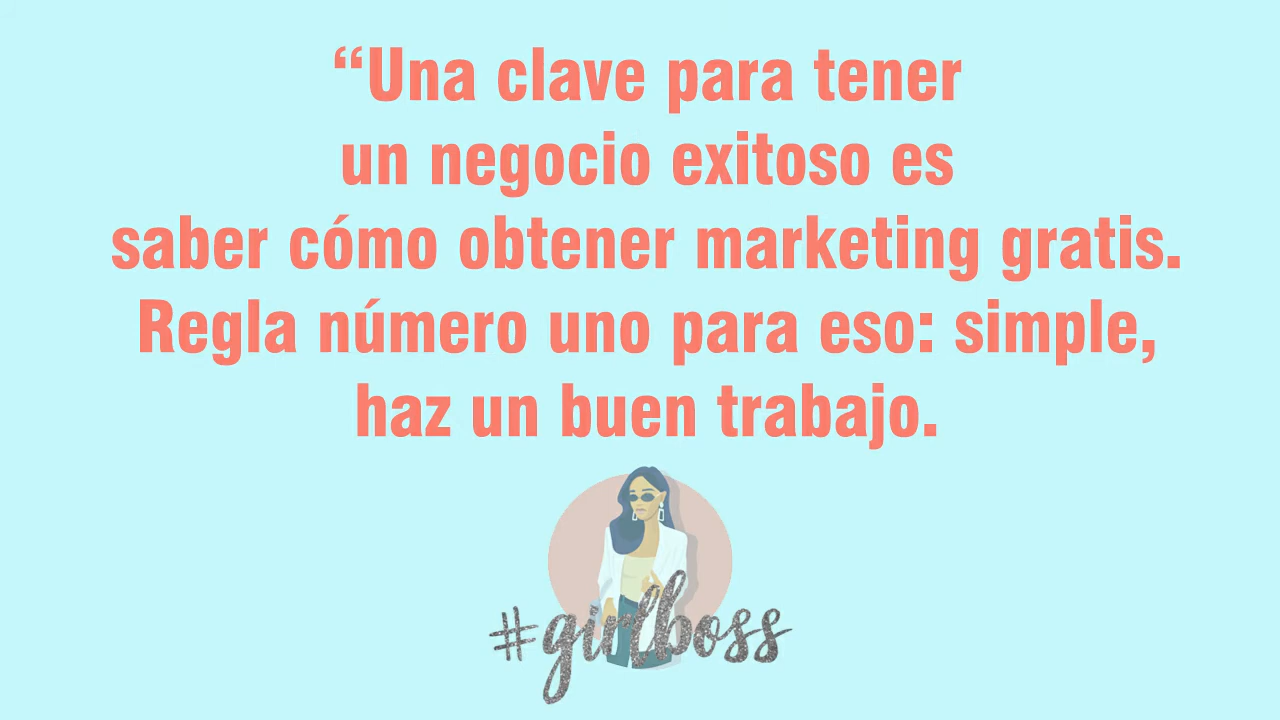 “Una clave para tener
un negocio exitoso es
saber cómo obtener marketing gratis.
Regla número uno para eso: simple,
haz un buen trabajo.
#girlboss